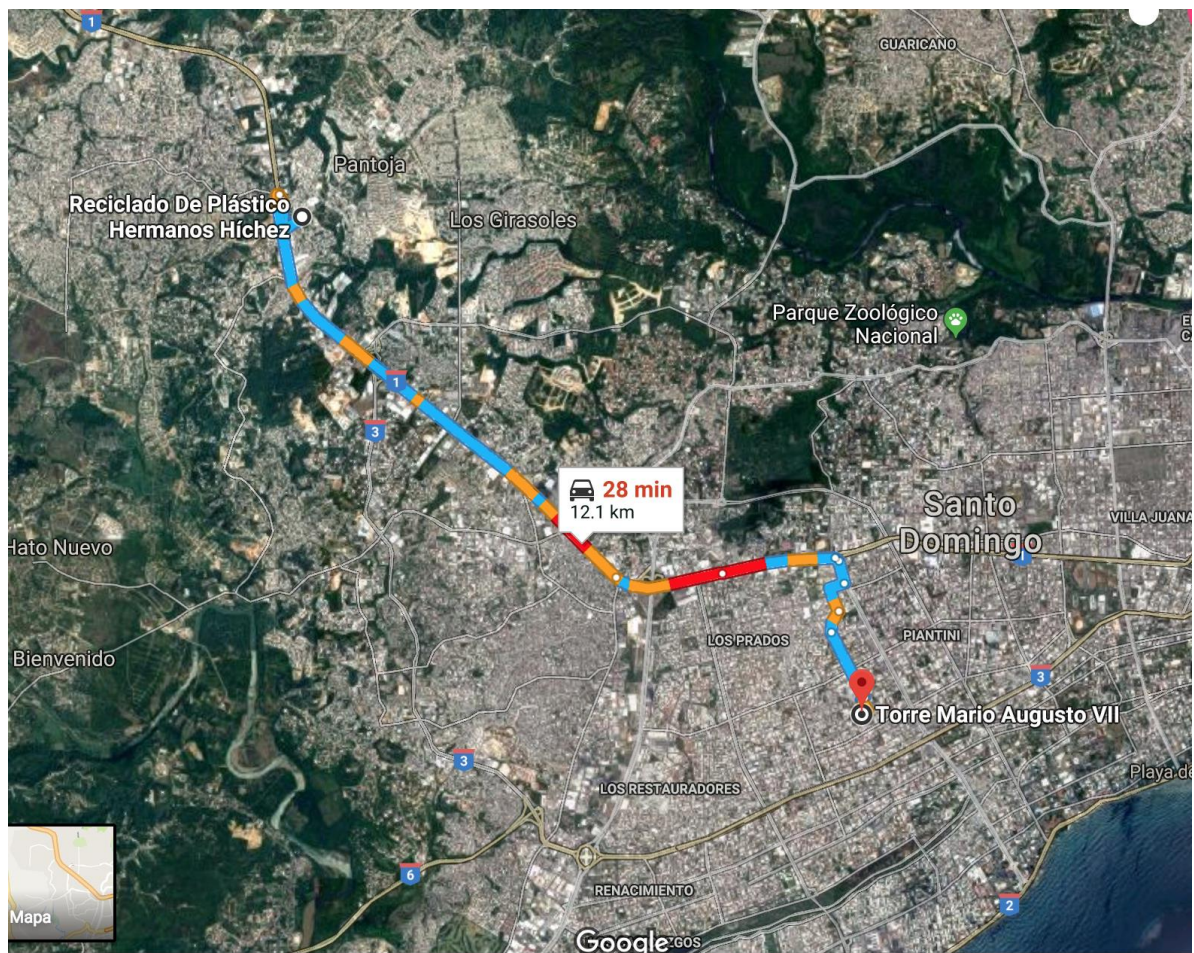 1
GUARICANO
Pantoja
Reciclado De Plástico
Hermanos Híchez
Los Girasoles
Parque Zoológico
Nacional
1
3
28 min
12.1 km
Santo
Domingo
VILLA JUANA
1
Hato Nuevo
LOS PRADOS
PIANTINI
Bienvenido
3
Torre Mario Augusto VII
3
Playa de
LOS RESTAURADORES
6
RENACIMIENTO
2
Mapa
Google